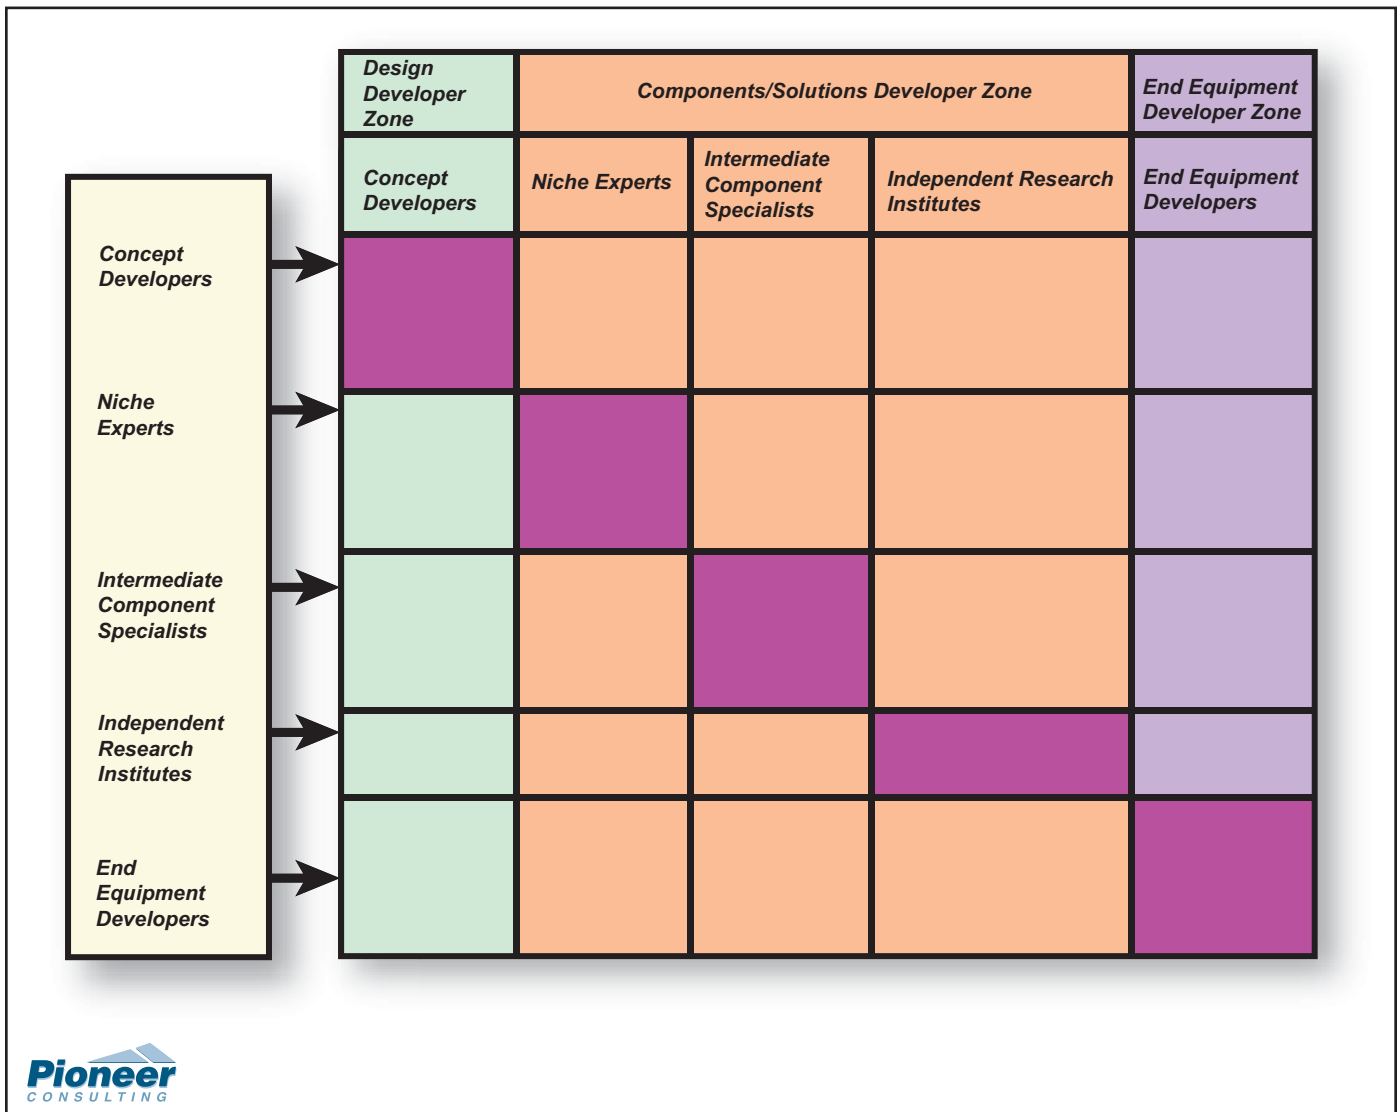 Design
Developer
Zone
Components/Solutions Developer Zone
End Equipment
Developer Zone
Concept
Developers
Niche Experts
Intermediate
Component
Specialists
Independent Research
Institutes
End Equipment
Developers
Concept
Developers
Niche
Experts
Intermediate
Component
Specialists
Independent
Research
Institutes
End
Equipment
Developers
Pioneer
CONSULTING